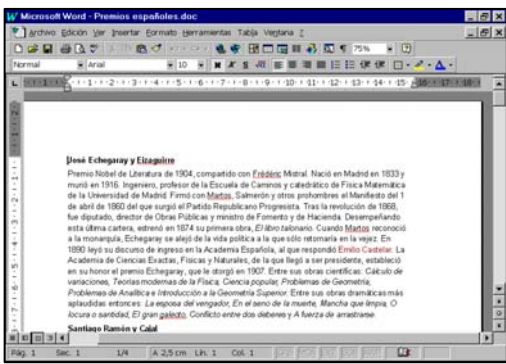 Microsoft Word - Premios españoles.doc
Archivo Edición Ver Insertar Formato Herramientas Tabla Ventana ?
75%
Normal Arial 10 N K S
José Echegaray y Eizaguirre
Premio Nobel de Literatura de 1904, compartido con Frédéric Mistral. Nació en Madrid en 1833 y
murió en 1916. Ingeniero, profesor de la Escuela de Caminos y catedrático de Física Matemática
de la Universidad de Madrid. Firmó con Martos, Salmerón y otros prohombres el Manifiesto del 1
de abril de 1860 del que surgió el Partido Republicano Progresista. Tras la revolución de 1868,
fue diputado, director de Obras Públicas y ministro de Fomento y de Hacienda. Desempeñando
esta última cartera, estrenó en 1874 su primera obra, El libro talonario. Cuando Martos reconoció
a la monarquía, Echegaray se alejó de la vida política a la que sólo retornaría en la vejez. En
1890 leyó su discurso de ingreso en la Academia Española, al que respondió Emilio Castelar. La
Academia de Ciencias Exactas, Físicas y Naturales, de la que llegó a ser presidente, estableció
en su honor el premio Echegaray, que le otorgó en 1907. Entre sus obras científicas: Cálculo de
variaciones, Teorías modernas de la Física, Ciencia popular, Problemas de Geometría,
Problemas de Analítica e Introducción a la Geometría Superior. Entre sus obras dramáticas más
aplaudidas entonces: La esposa del vengador, En el seno de la muerte, Mancha que limpia, O
locura o santidad, El gran galeoto, Conflicto entre dos deberes y A fuerza de arrastrarse.
Santiago Ramón y Cajal
Pág. 1 Sec. 1 1/4 A 2,5 cm Lín. 1 Col. 1